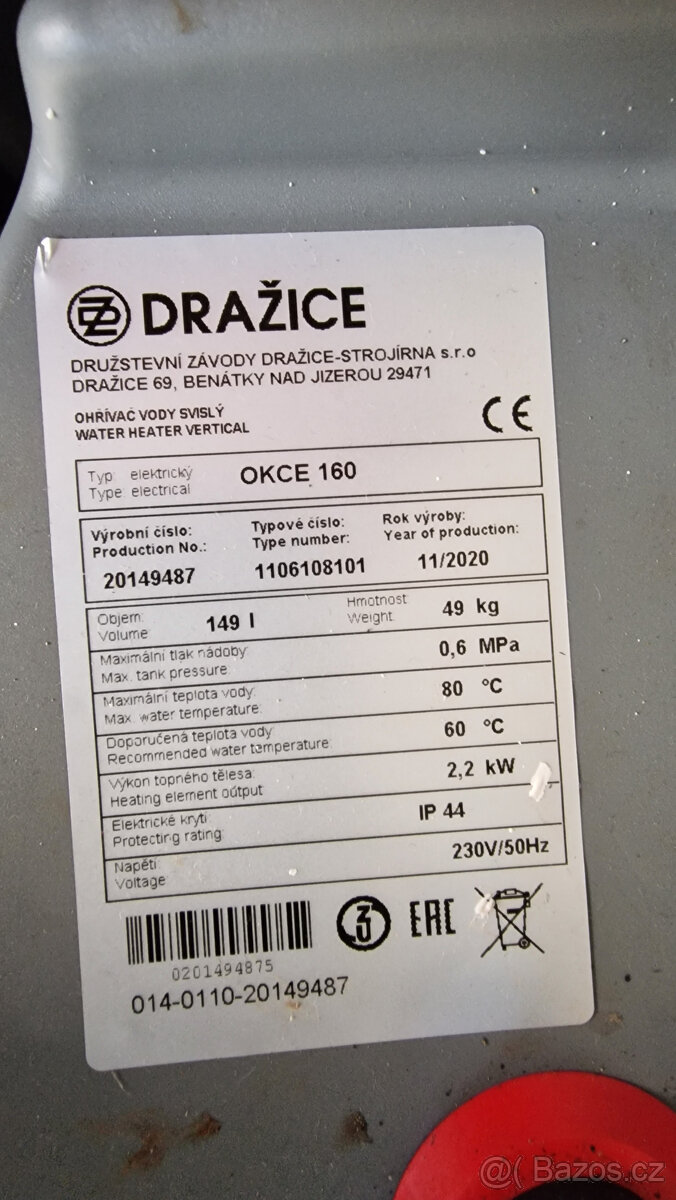 DRAŽICE
DRUŽSTEVNÍ ZÁVODY DRAŽICE-STROJÍRNA s.r.o
DRAŽICE 69, BENÁTKY NAD JIZEROU 29471
OHŘÍVAČ VODY SVISLÝ
WATER HEATER VERTICAL
CE
Typ elektrický
Type electrical
OKCE 160
Výrobní číslo:
Production No.:
20149487
Typové číslo:
Type number:
1106108101
Rok výroby:
Year of production:
11/2020
Objem:
Volume
149 l
Hmotnost:
Weight:
49 kg
Maximální tlak nádoby:
Max. tank pressure:
0,6 MPa
Maximální teplota vody:
Max. water temperature:
80 °C
Doporučená teplota vody:
Recommended water temperature:
60 °C
Výkon topného tělesa:
Heating element output
2,2 kW
Elektrické krytí:
Protecting rating:
IP 44
Napětí:
Voltage
230V/50Hz
EAC
0201494875
014-0110-20149487
@( Bazos.cz